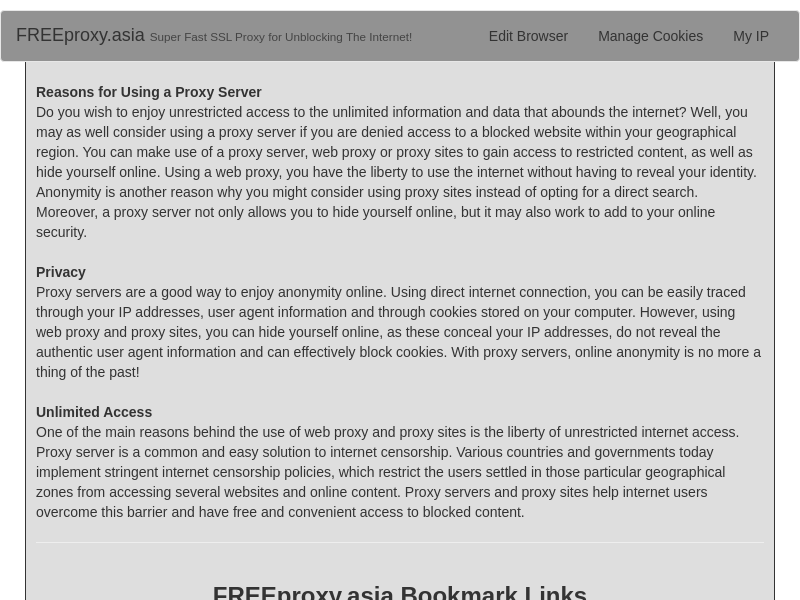 FREEproxy.asia Super Fast SSL Proxy for Unblocking The Internet! Edit Browser Manage Cookies My IP
Reasons for Using a Proxy Server
Do you wish to enjoy unrestricted access to the unlimited information and data that abounds the internet? Well, you
may as well consider using a proxy server if you are denied access to a blocked website within your geographical
region. You can make use of a proxy server, web proxy or proxy sites to gain access to restricted content, as well as
hide yourself online. Using a web proxy, you have the liberty to use the internet without having to reveal your identity.
Anonymity is another reason why you might consider using proxy sites instead of opting for a direct search.
Moreover, a proxy server not only allows you to hide yourself online, but it may also work to add to your online
security.
Privacy
Proxy servers are a good way to enjoy anonymity online. Using direct internet connection, you can be easily traced
through your IP addresses, user agent information and through cookies stored on your computer. However, using
web proxy and proxy sites, you can hide yourself online, as these conceal your IP addresses, do not reveal the
authentic user agent information and can effectively block cookies. With proxy servers, online anonymity is no more a
thing of the past!
Unlimited Access
One of the main reasons behind the use of web proxy and proxy sites is the liberty of unrestricted internet access.
Proxy server is a common and easy solution to internet censorship. Various countries and governments today
implement stringent internet censorship policies, which restrict the users settled in those particular geographical
zones from accessing several websites and online content. Proxy servers and proxy sites help internet users
overcome this barrier and have free and convenient access to blocked content.
FREEproxy.asia Bookmark Links